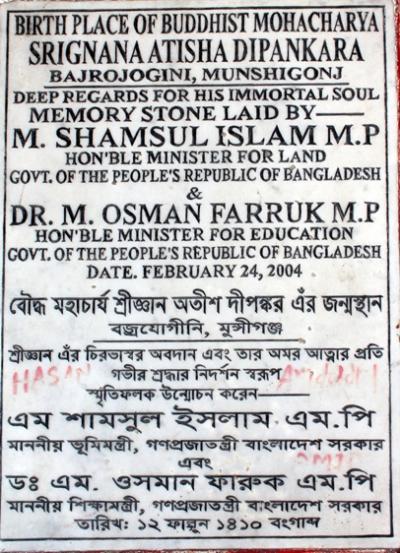 BIRTH PLACE OF BUDDHIST MOHACHARYA
SRIGNANA ATISHA DIPANKARA
BAJROJOGINI, MUNSHIGONJ
DEEP REGARDS FOR HIS IMMORTAL SOUL
MEMORY STONE LAID BY——
M. SHAMSUL ISLAM M.P
HON'BLE MINISTER FOR LAND
GOVT. OF THE PEOPLE'S REPUBLIC OF BANGLADESH
&
DR. M. OSMAN FARRUK M.P
HON'BLE MINISTER FOR EDUCATION
GOVT. OF THE PEOPLE'S REPUBLIC OF BANGLADESH
DATE. FEBRUARY 24, 2004
বৌদ্ধ মহাচার্য শ্রীজ্ঞান অতীশ দীপঙ্কর এঁর জন্মস্থান
বজ্রযোগীনি, মুন্সীগঞ্জ
শ্রীজ্ঞান এঁর চিরভাস্বর অবদান এবং তার অমর আত্নার প্রতি
HASAN
গভীর শ্রদ্ধার নিদর্শন স্বরূপ
স্মৃতিফলক উন্মোচন করেন——
এম শামসুল ইসলাম এম.পি
মাননীয় ভূমিমন্ত্রী, গণপ্রজাতন্ত্রী বাংলাদেশ সরকার
এবং
ডঃ এম. ওসমান ফারুক এম.পি
মাননীয় শিক্ষামন্ত্রী, গণপ্রজাতন্ত্রী বাংলাদেশ সরকার
তারিখঃ ১২ ফাল্গুন ১৪১০ বংগাব্দ